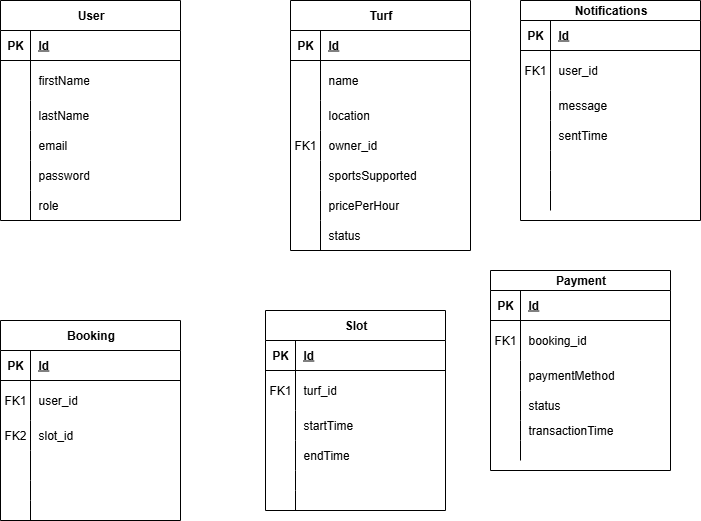 User
PK Id
firstName
lastName
email
password
role
Turf
PK Id
name
location
FK1 owner_id
sportsSupported
pricePerHour
status
Notifications
PK Id
FK1 user_id
message
sentTime
Booking
PK Id
FK1 user_id
FK2 slot_id
Slot
PK Id
FK1 turf_id
startTime
endTime
Payment
PK Id
FK1 booking_id
paymentMethod
status
transactionTime